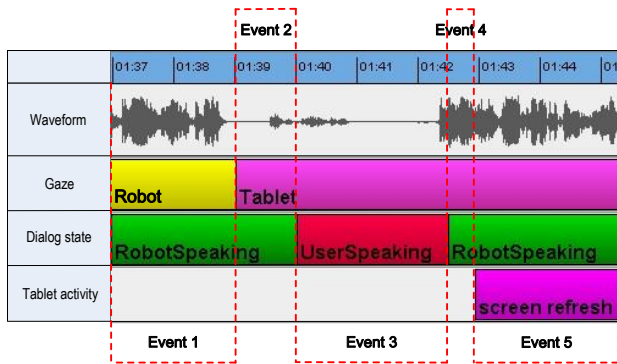 Event 2 Event 4
01:37 01:38 01:39 01:40 01:41 01:42 01:43 01:44 01
Waveform
Gaze Robot Tablet
Dialog state RobotSpeaking UserSpeaking RobotSpeaking
Tablet activity screen refresh
Event 1 Event 3 Event 5